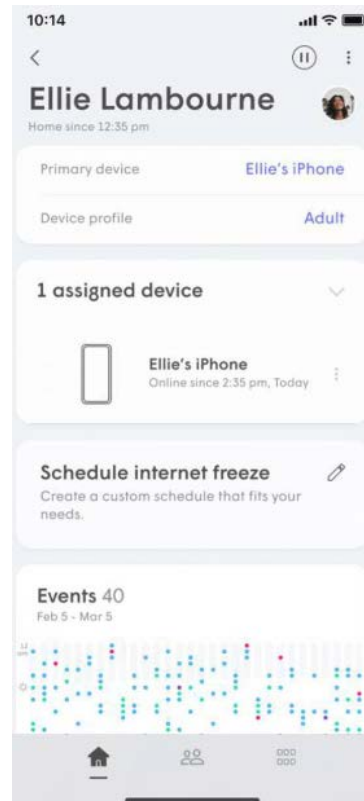 10:14
Ellie Lambourne
Home since 12:35 pm
Primary device Ellie's iPhone
Device profile Adult
1 assigned device
Ellie's iPhone
Online since 2:35 pm, Today
Schedule internet freeze
Create a custom schedule that fits your
needs.
Events 40
Feb 5 - Mar 5
12
am